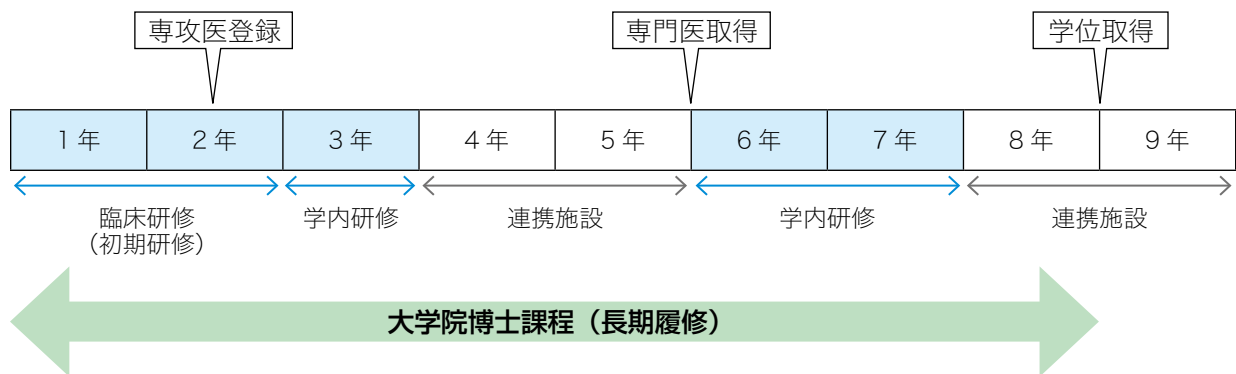 専攻医登録
専門医取得
学位取得
1年
2年
3年
4年
5年
6年
7年
8年
9年
臨床研修
（初期研修）
学内研修
連携施設
学内研修
連携施設
大学院博士課程（長期履修）